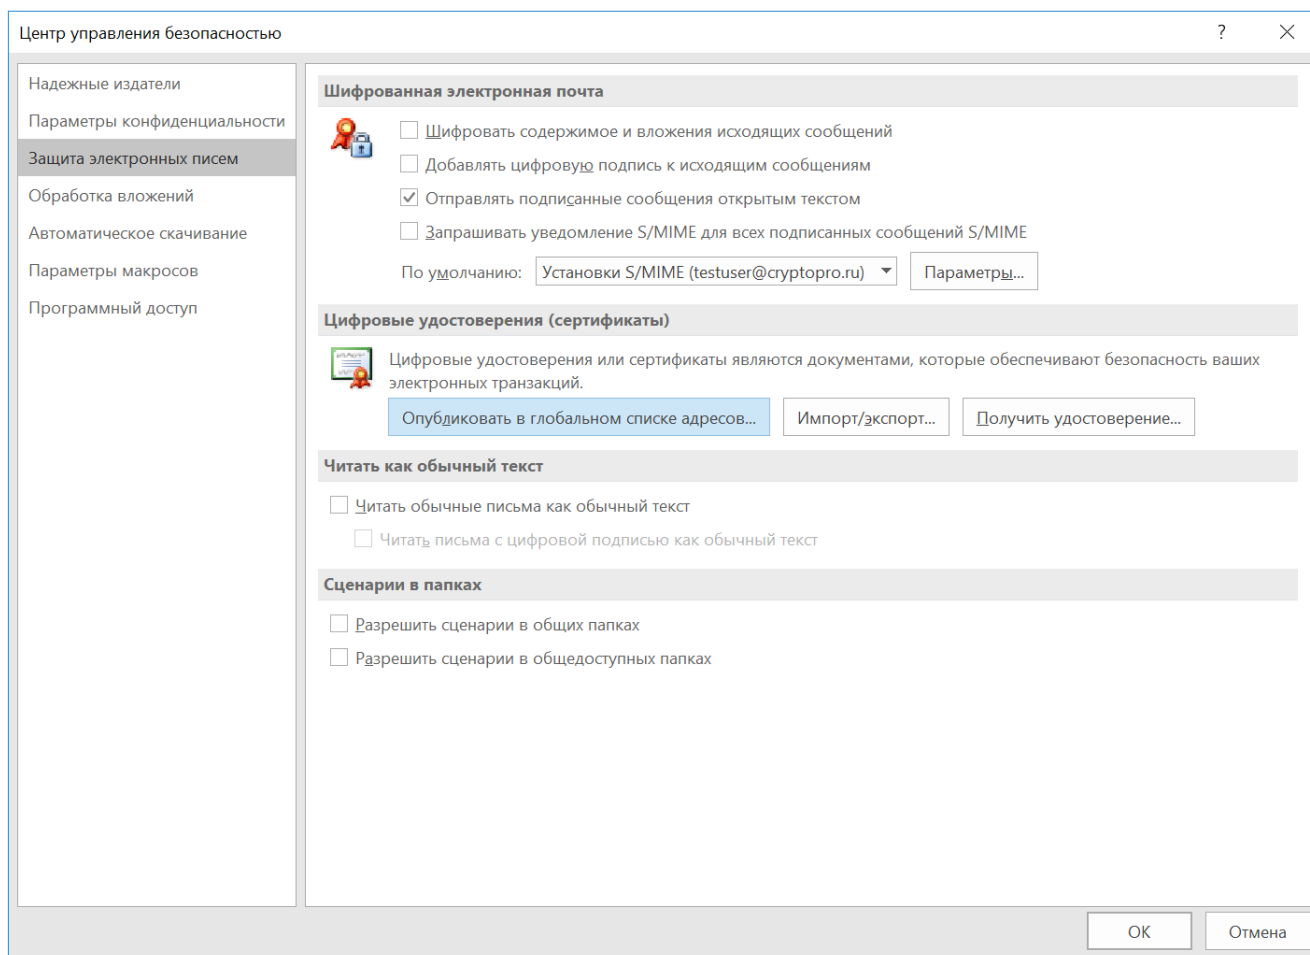 Центр управления безопасностью
?
Надежные издатели
Параметры конфиденциальности
Защита электронных писем
Обработка вложений
Автоматическое скачивание
Параметры макросов
Программный доступ
Шифрованная электронная почта
Шифровать содержимое и вложения исходящих сообщений
Добавлять цифровую подпись к исходящим сообщениям
Отправлять подписанные сообщения открытым текстом
Запрашивать уведомление S/MIME для всех подписанных сообщений S/MIME
По умолчанию: Установки S/MIME (testuser@cryptopro.ru) Параметры...
Цифровые удостоверения (сертификаты)
Цифровые удостоверения или сертификаты являются документами, которые обеспечивают безопасность ваших
электронных транзакций.
Опубликовать в глобальном списке адресов... Импорт/экспорт... Получить удостоверение...
Читать как обычный текст
Читать обычные письма как обычный текст
Читать письма с цифровой подписью как обычный текст
Сценарии в папках
Разрешить сценарии в общих папках
Разрешить сценарии в общедоступных папках
ОК Отмена